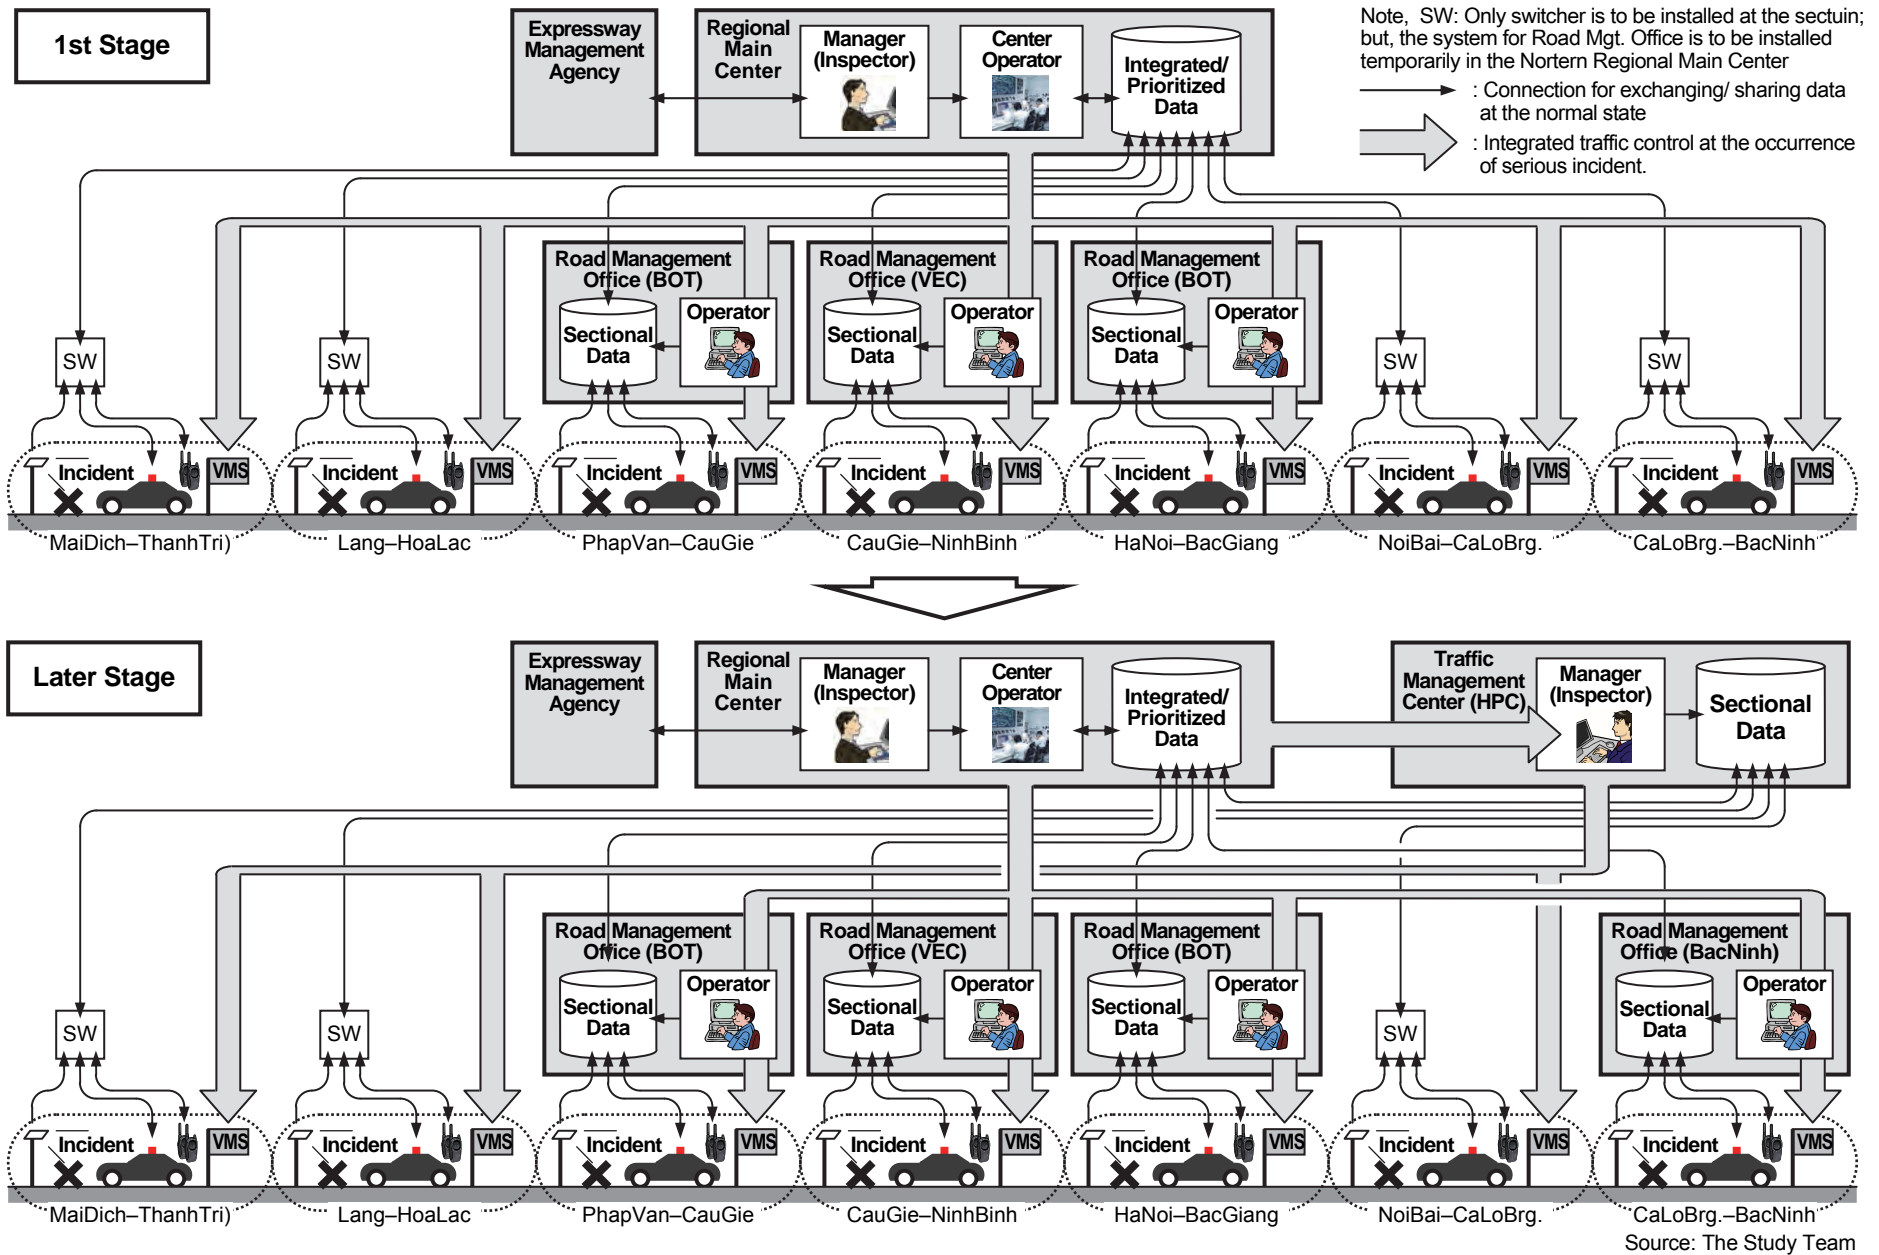 1st Stage
Expressway
Management
Agency
Regional
Main
Center
Manager
(Inspector)
Center
Operator
Integrated/
Prioritized
Data
Note,  SW: Only switcher is to be installed at the sectuin;
but, the system for Road Mgt. Office is to be installed
temporarily in the Nortern Regional Main Center
: Connection for exchanging/ sharing data
at the normal state
: Integrated traffic control at the occurrence
of serious incident.
Road Management
Office (BOT)
Sectional
Data
Operator
Road Management
Office (VEC)
Sectional
Data
Operator
Road Management
Office (BOT)
Sectional
Data
Operator
SW
SW
SW
SW
Incident
VMS
Incident
VMS
Incident
VMS
Incident
VMS
Incident
VMS
Incident
VMS
Incident
VMS
MaiDich–ThanhTri)
Lang–HoaLac
PhapVan–CauGie
CauGie–NinhBinh
HaNoi–BacGiang
NoiBai–CaLoBrg.
CaLoBrg.–BacNinh
Later Stage
Expressway
Management
Agency
Regional
Main
Center
Manager
(Inspector)
Center
Operator
Integrated/
Prioritized
Data
Traffic
Management
Center (HPC)
Manager
(Inspector)
Sectional
Data
Road Management
Office (BOT)
Sectional
Data
Operator
Road Management
Office (VEC)
Sectional
Data
Operator
Road Management
Office (BOT)
Sectional
Data
Operator
Road Management
Office (BacNinh)
Sectional
Data
Operator
SW
SW
SW
Incident
VMS
Incident
VMS
Incident
VMS
Incident
VMS
Incident
VMS
Incident
VMS
Incident
VMS
MaiDich–ThanhTri)
Lang–HoaLac
PhapVan–CauGie
CauGie–NinhBinh
HaNoi–BacGiang
NoiBai–CaLoBrg.
CaLoBrg.–BacNinh
Source: The Study Team